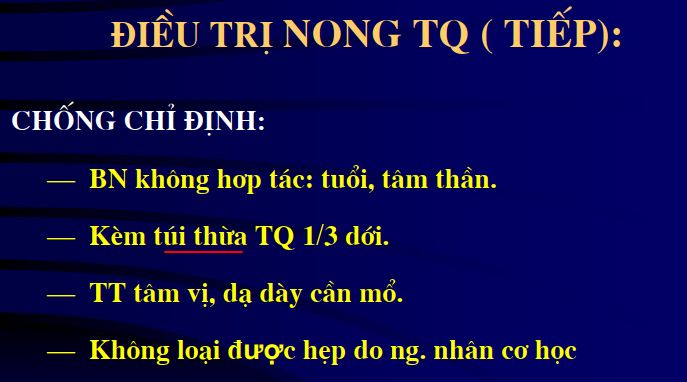 ĐIỀU TRỊ NONG TQ ( TIẾP):
CHỐNG CHỈ ĐỊNH:
— BN không hơp tác: tuổi, tâm thần.
— Kèm túi thừa TQ 1/3 dới.
— TT tâm vị, dạ dày cần mổ.
— Không loại được hẹp do ng. nhân cơ học